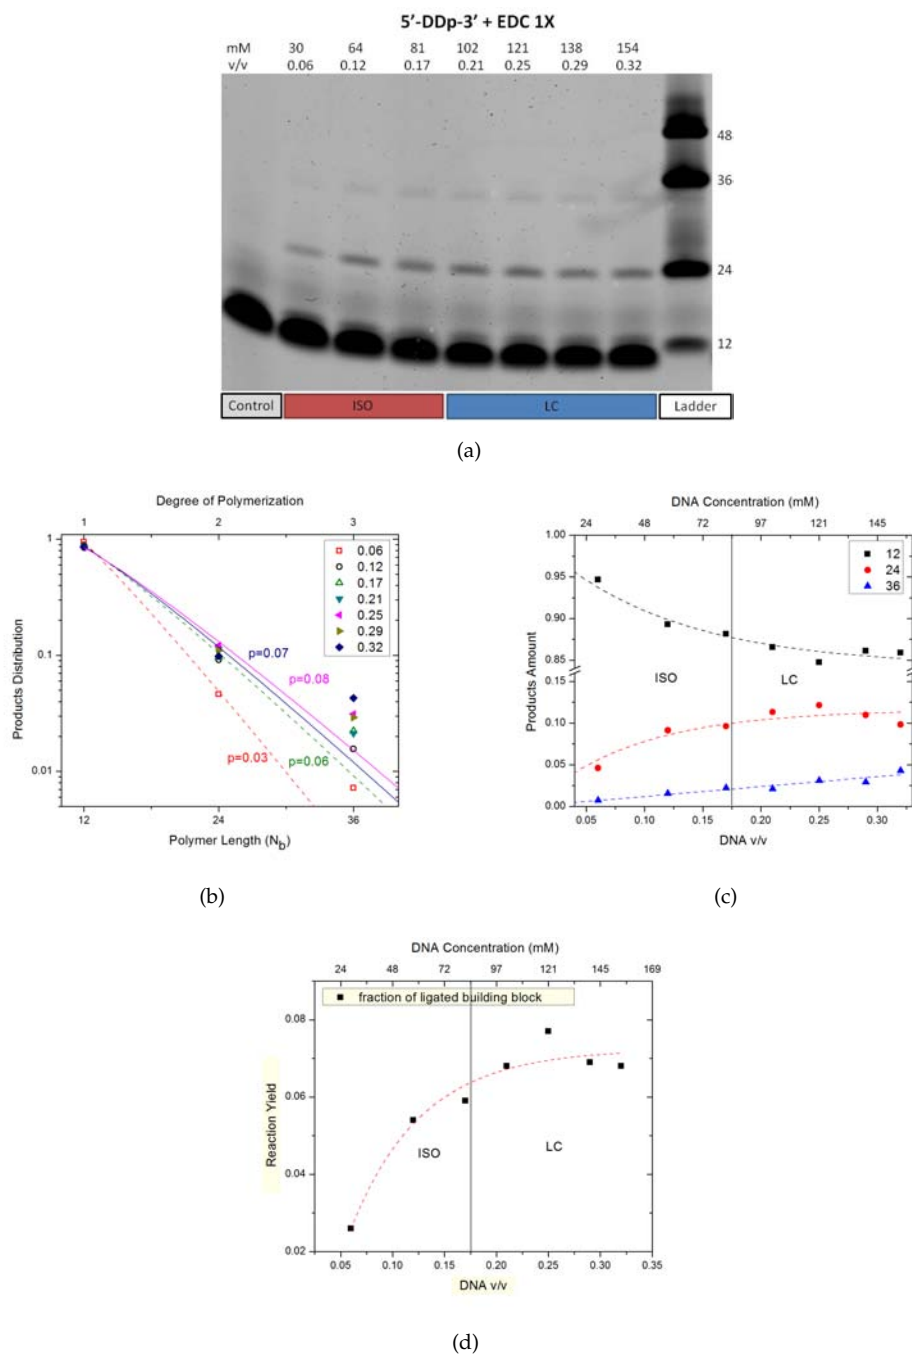 5'-DDp-3' + EDC 1X
mM 30 64 81 102 121 138 154
v/v 0.06 0.12 0.17 0.21 0.25 0.29 0.32
48
36
24
12
Control ISO LC Ladder
(a)
Degree of Polymerization
1 2 3
Products Distribution
1
0.1
0.01
0.06
0.12
0.17
0.21
0.25
0.29
0.32
p=0.07
p=0.08
p=0.03
p=0.06
12 24 36
Polymer Length (N_b)
(b)
DNA Concentration (mM)
24 48 72 97 121 145
Products Amount
1.00
0.95
0.90
0.85
0.15
0.10
0.05
0.00
12
24
36
ISO
LC
0.05 0.10 0.15 0.20 0.25 0.30
DNA v/v
(c)
DNA Concentration (mM)
24 48 72 97 121 145 169
fraction of ligated building block
Reaction Yield
0.08
0.06
0.04
0.02
ISO
LC
0.05 0.10 0.15 0.20 0.25 0.30 0.35
DNA v/v
(d)